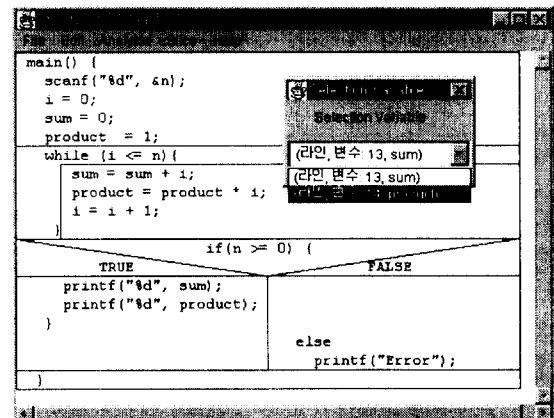 main() {
scanf("%d", &n);
i = 0;
sum = 0;
product = 1;
while (i <= n){
sum = sum + i;
product = product * i;
i = i + 1;
}
Selection Variable
(라인, 변수: 13, sum)
(라인, 변수: 13, sum)
if(n >= 0) {
TRUE
FALSE
printf("%d", sum);
printf("%d", product);
}
else
printf("Error");
}